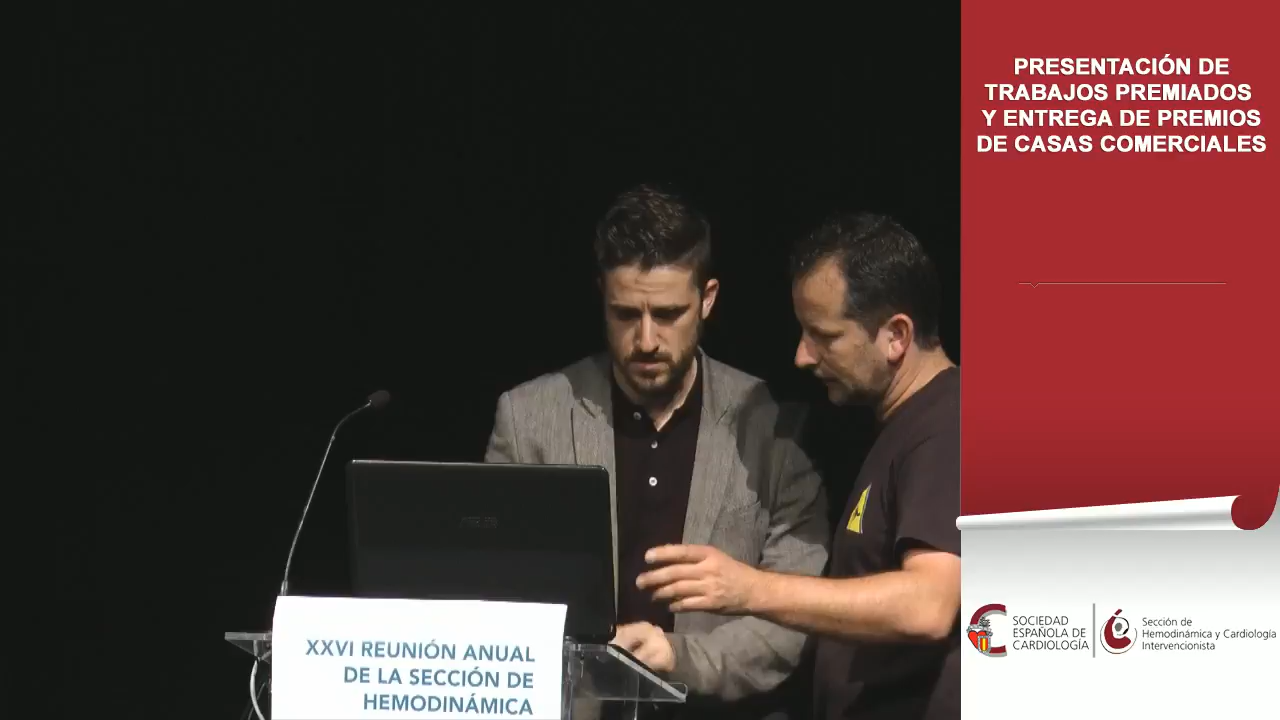 PRESENTACIÓN DE
TRABAJOS PREMIADOS
Y ENTREGA DE PREMIOS
DE CASAS COMERCIALES
XXVI REUNIÓN ANUAL
DE LA SECCIÓN DE
HEMODINÁMICA
SOCIEDAD
ESPAÑOLA DE
CARDIOLOGÍA
Sección de
Hemodinámica y Cardiología
Intervencionista